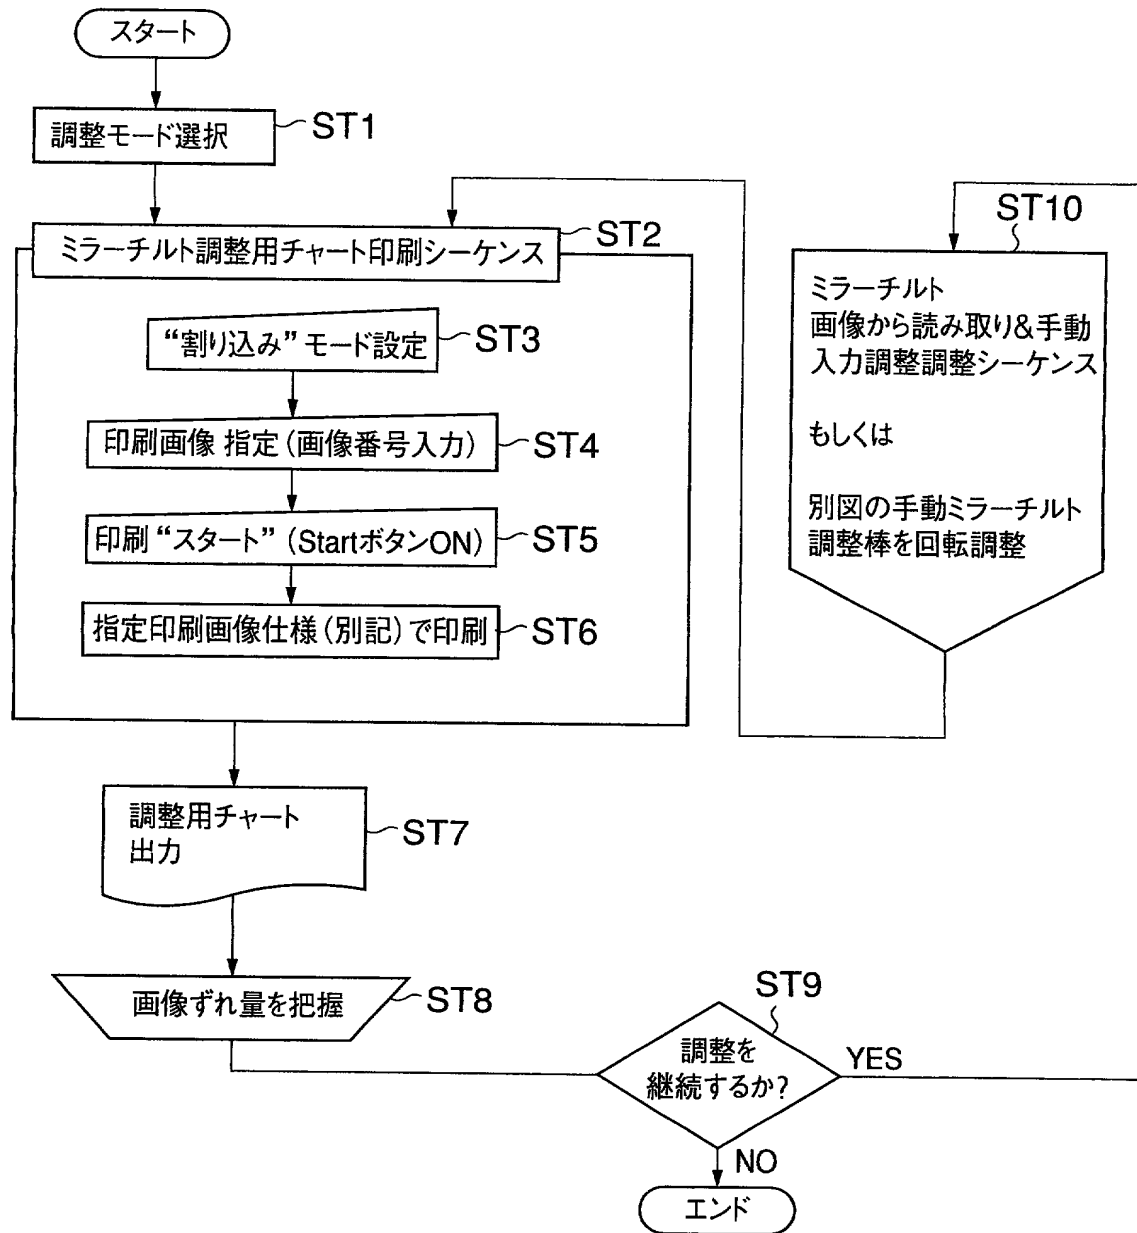 スタート
調整モード選択
ST1
ミラーチルト調整用チャート印刷シーケンス
ST2
“割り込み”モード設定
ST3
印刷画像 指定（画像番号入力）
ST4
印刷“スタート”（StartボタンON）
ST5
指定印刷画像仕様（別記）で印刷
ST6
調整用チャート
出力
ST7
画像ずれ量を把握
ST8
調整を
継続するか？
ST9
YES
NO
エンド
ST10
ミラーチルト
画像から読み取り&手動
入力調整調整シーケンス
もしくは
別図の手動ミラーチルト
調整棒を回転調整